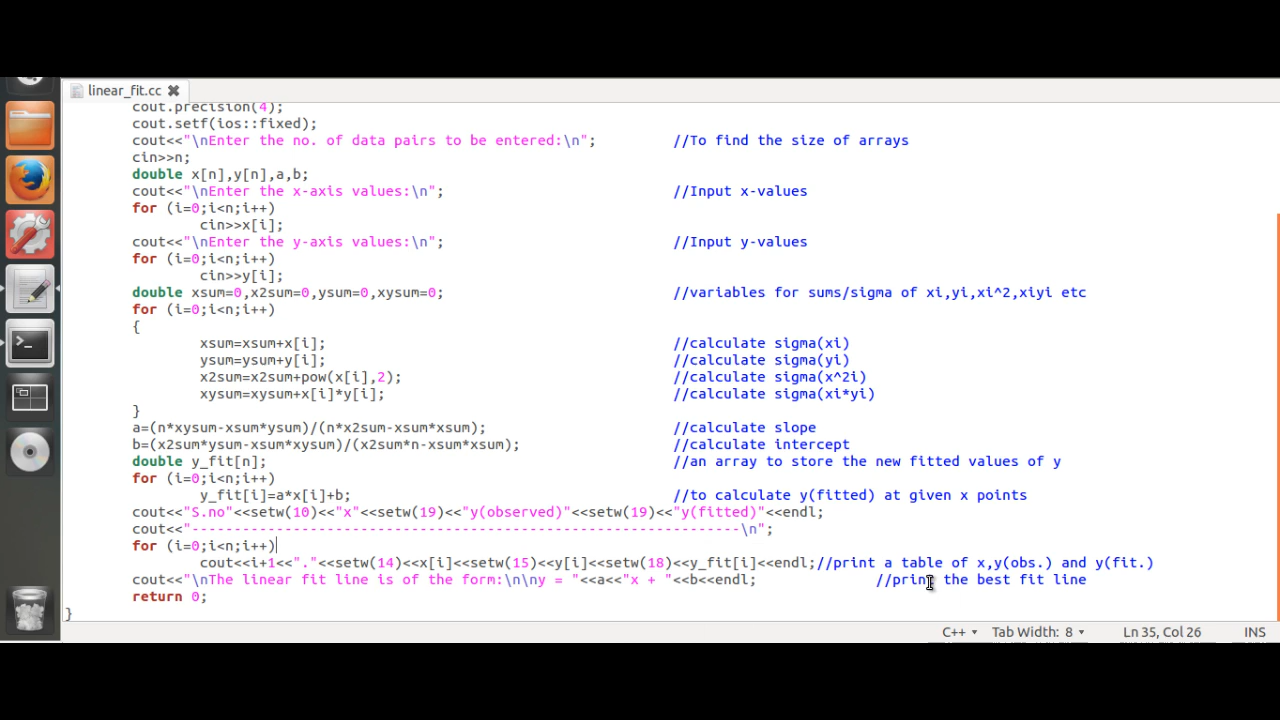 linear_fit.cc
cout.precision(4);
cout.setf(ios::fixed);
cout<<"\nEnter the no. of data pairs to be entered:\n"; //To find the size of arrays
cin>>n;
double x[n],y[n],a,b;
cout<<"\nEnter the x-axis values:\n"; //Input x-values
for (i=0;i<n;i++)
cin>>x[i];
cout<<"\nEnter the y-axis values:\n"; //Input y-values
for (i=0;i<n;i++)
cin>>y[i];
double xsum=0,x2sum=0,ysum=0,xysum=0; //variables for sums/sigma of xi,yi,xi^2,xiyi etc
for (i=0;i<n;i++)
{
xsum=xsum+x[i]; //calculate sigma(xi)
ysum=ysum+y[i]; //calculate sigma(yi)
x2sum=x2sum+pow(x[i],2); //calculate sigma(x^2i)
xysum=xysum+x[i]*y[i]; //calculate sigma(xi*yi)
}
a=(n*xysum-xsum*ysum)/(n*x2sum-xsum*xsum); //calculate slope
b=(x2sum*ysum-xsum*xysum)/(x2sum*n-xsum*xsum); //calculate intercept
double y_fit[n]; //an array to store the new fitted values of y
for (i=0;i<n;i++)
y_fit[i]=a*x[i]+b; //to calculate y(fitted) at given x points
cout<<"S.no"<<setw(10)<<"x"<<setw(19)<<"y(observed)"<<setw(19)<<"y(fitted)"<<endl;
cout<<"-----------------------------------------------------------------\n";
for (i=0;i<n;i++)
cout<<i+1<<"."<<setw(14)<<x[i]<<setw(15)<<y[i]<<setw(18)<<y_fit[i]<<endl;//print a table of x,y(obs.) and y(fit.)
cout<<"\nThe linear fit line is of the form:\n\ny = "<<a<<"x + "<<b<<endl; //print the best fit line
return 0;
}
C++ Tab Width: 8 Ln 35, Col 26 INS